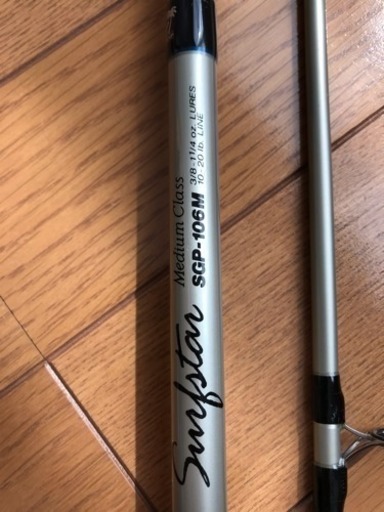 Surfstar
Medium Class
SGP-106M
3/8-1 1/4 oz. LURES
10-20 lb. LINE